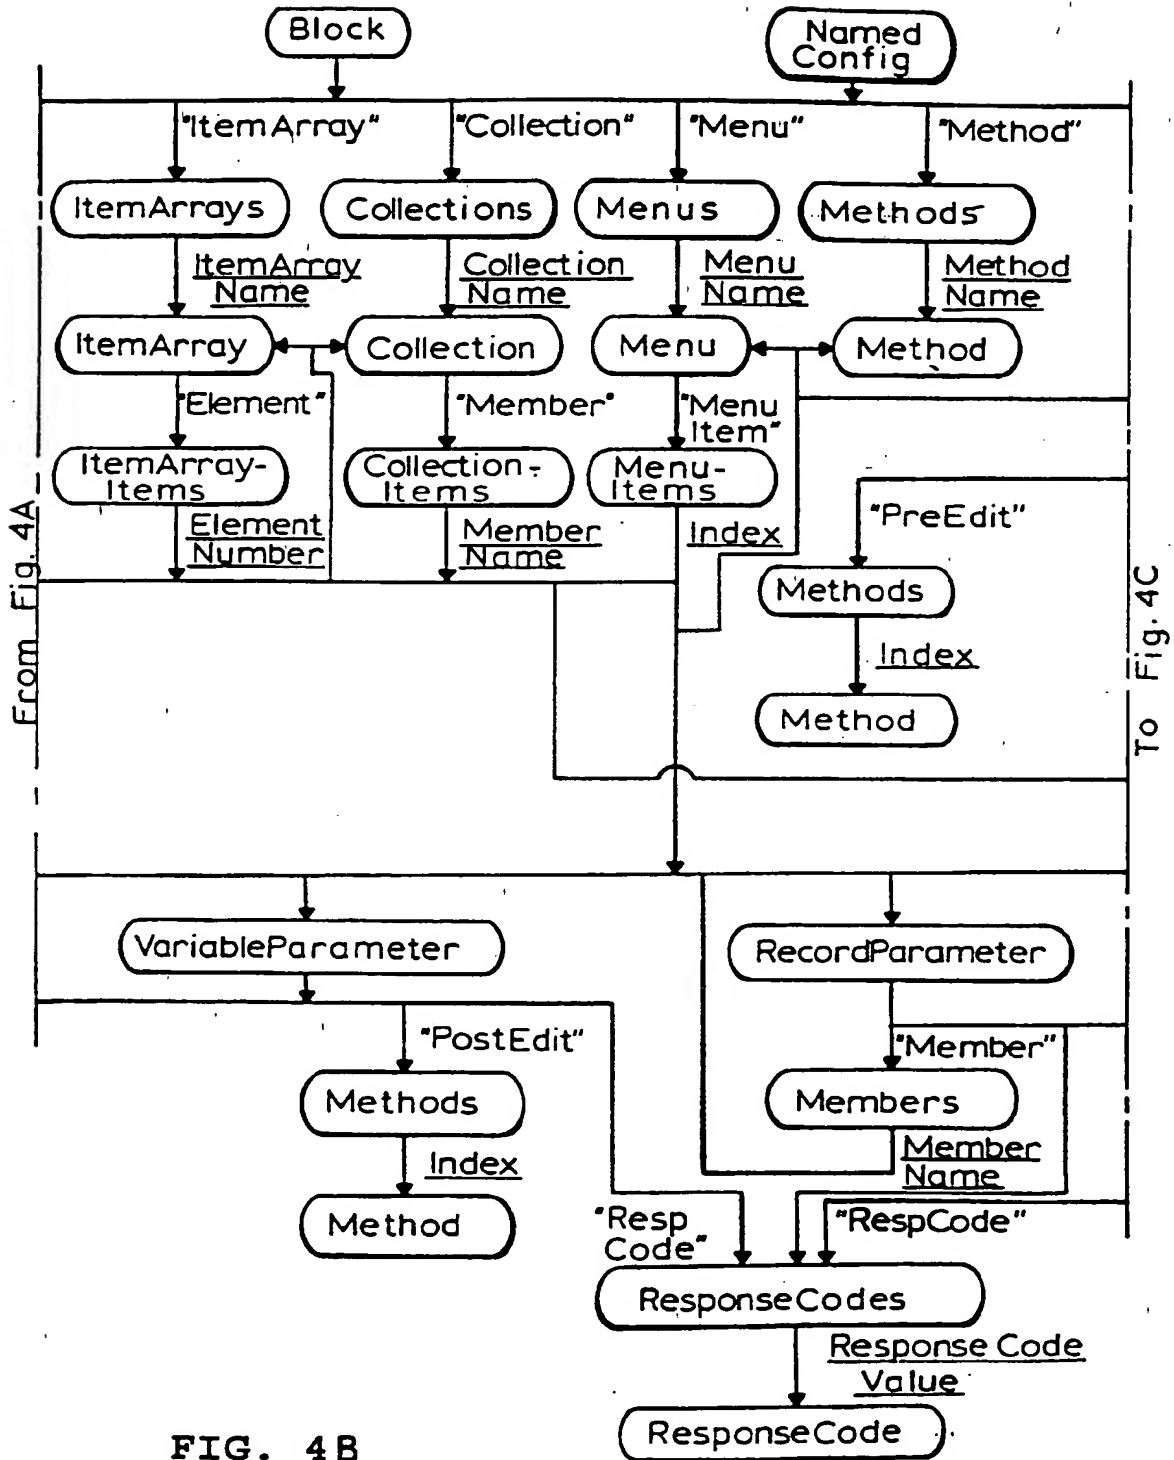 Block
Named
Config
"ItemArray"
"Collection"
"Menu"
"Method"
ItemArrays
Collections
Menus
Methods
ItemArray
Name
Collection
Name
Menu
Name
Method
Name
ItemArray
Collection
Menu
Method
"Element"
"Member"
"Menu
Item"
ItemArray-
Items
Collection-
Items
Menu-
Items
Element
Number
Member
Name
Index
"PreEdit"
Methods
Index
Method
From Fig. 4A
To Fig. 4C
VariableParameter
RecordParameter
"PostEdit"
"Member"
Methods
Members
Index
Member
Name
Method
"Resp
Code"
"RespCode"
ResponseCodes
Response Code
Value
ResponseCode
FIG. 4B